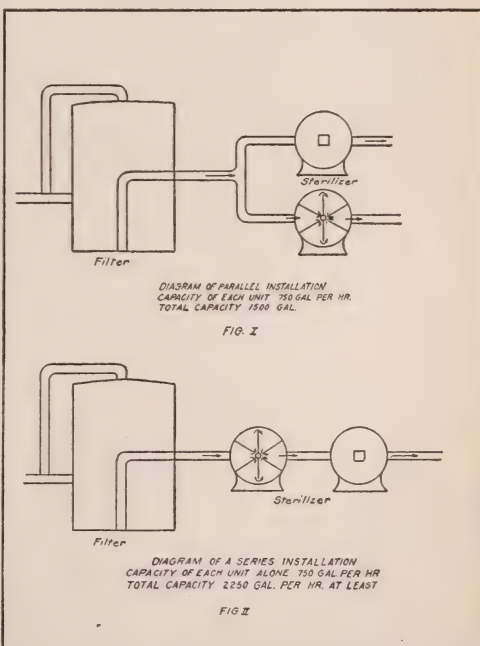 Sterilizer
Filter
DIAGRAM OF PARALLEL INSTALLATION
CAPACITY OF EACH UNIT 750 GAL PER HR.
TOTAL CAPACITY 1500 GAL.
FIG. I
Sterilizer
Filter
DIAGRAM OF A SERIES INSTALLATION
CAPACITY OF EACH UNIT ALONE 750 GAL PER HR
TOTAL CAPACITY 2250 GAL. PER HR. AT LEAST
FIG II